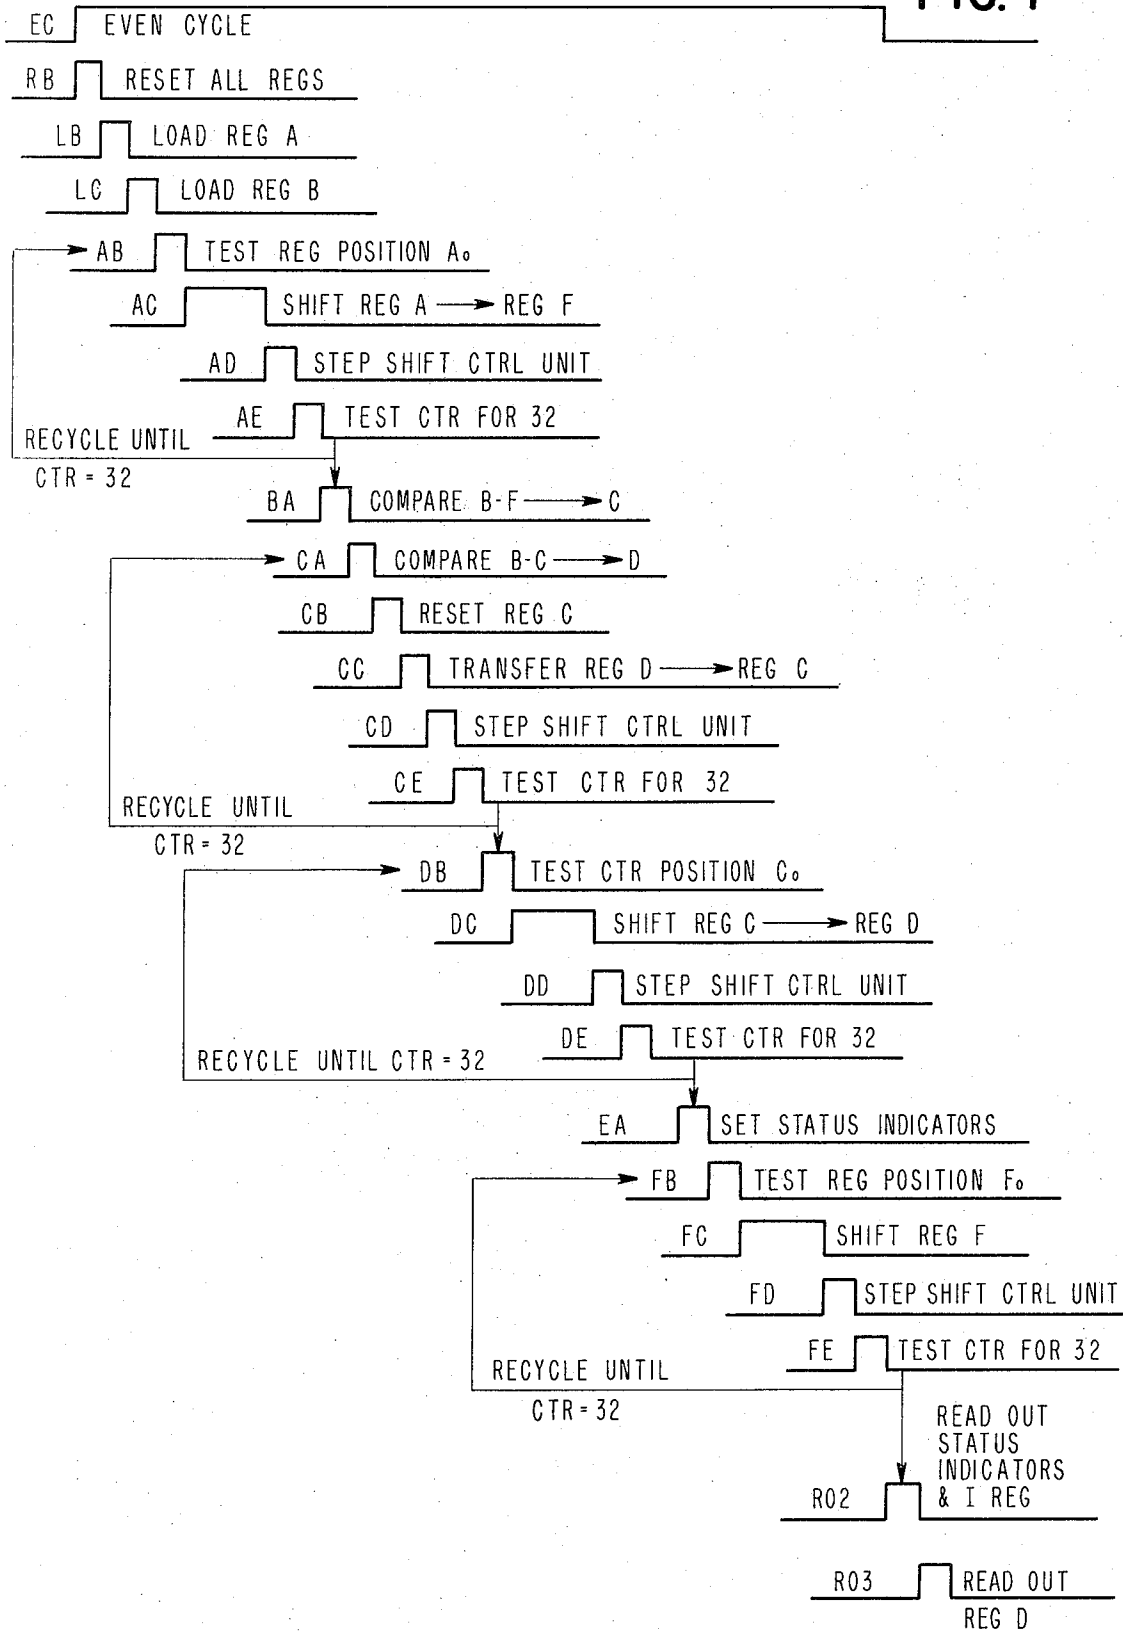 FIG. 7
EC EVEN CYCLE
RB RESET ALL REGS
LB LOAD REG A
LC LOAD REG B
AB TEST REG POSITION A₀
AC SHIFT REG A → REG F
AD STEP SHIFT CTRL UNIT
AE TEST CTR FOR 32
RECYCLE UNTIL
CTR = 32
BA COMPARE B-F → C
CA COMPARE B-C → D
CB RESET REG C
CC TRANSFER REG D → REG C
CD STEP SHIFT CTRL UNIT
CE TEST CTR FOR 32
RECYCLE UNTIL
CTR = 32
DB TEST CTR POSITION C₀
DC SHIFT REG C → REG D
DD STEP SHIFT CTRL UNIT
DE TEST CTR FOR 32
RECYCLE UNTIL CTR = 32
EA SET STATUS INDICATORS
FB TEST REG POSITION F₀
FC SHIFT REG F
FD STEP SHIFT CTRL UNIT
FE TEST CTR FOR 32
RECYCLE UNTIL
CTR = 32
READ OUT
STATUS
INDICATORS
R02 & I REG
R03 READ OUT
REG D